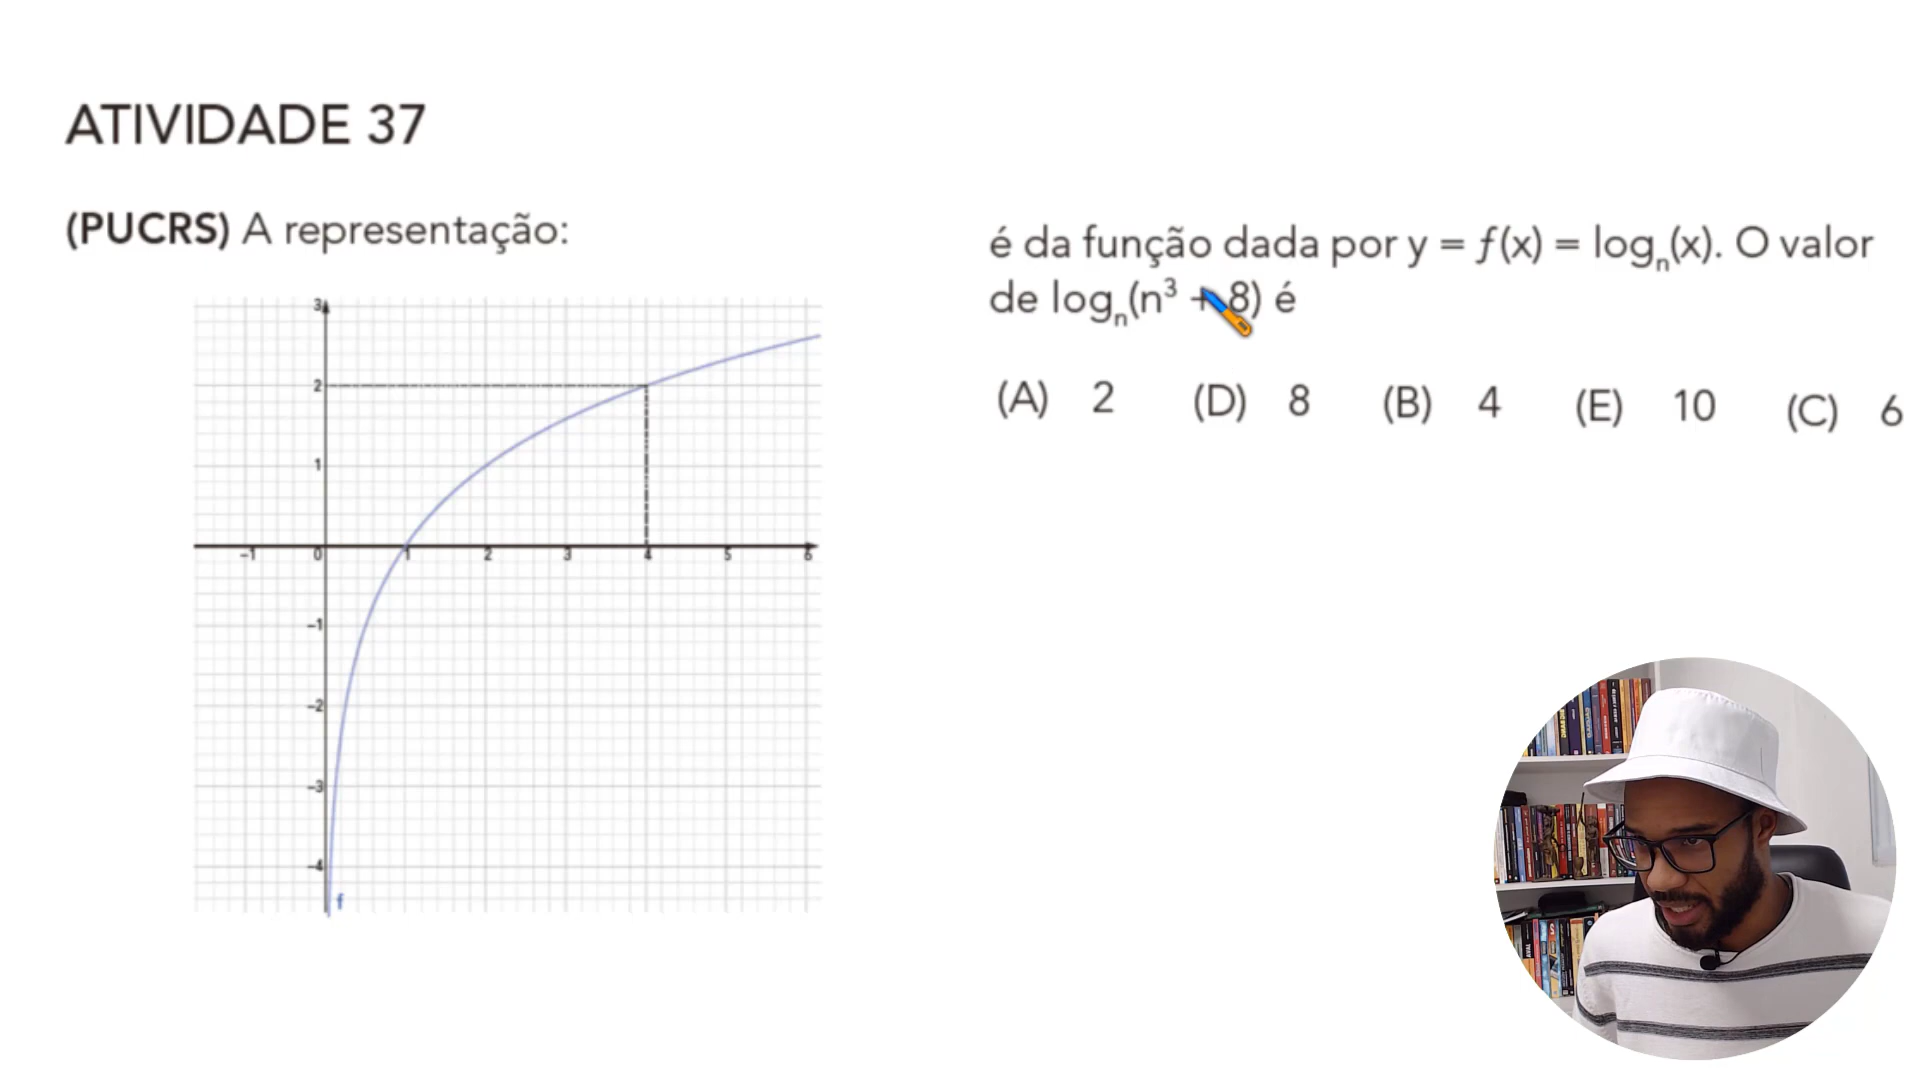 ATIVIDADE 37
(PUCRS) A representação:
3
2
1
-1 0 1 2 3 4 5 6
-1
-2
-3
-4
f
é da função dada por y = f(x) = logₙ(x). O valor
de logₙ(n³ + 8) é
(A) 2 (D) 8 (B) 4 (E) 10 (C) 6